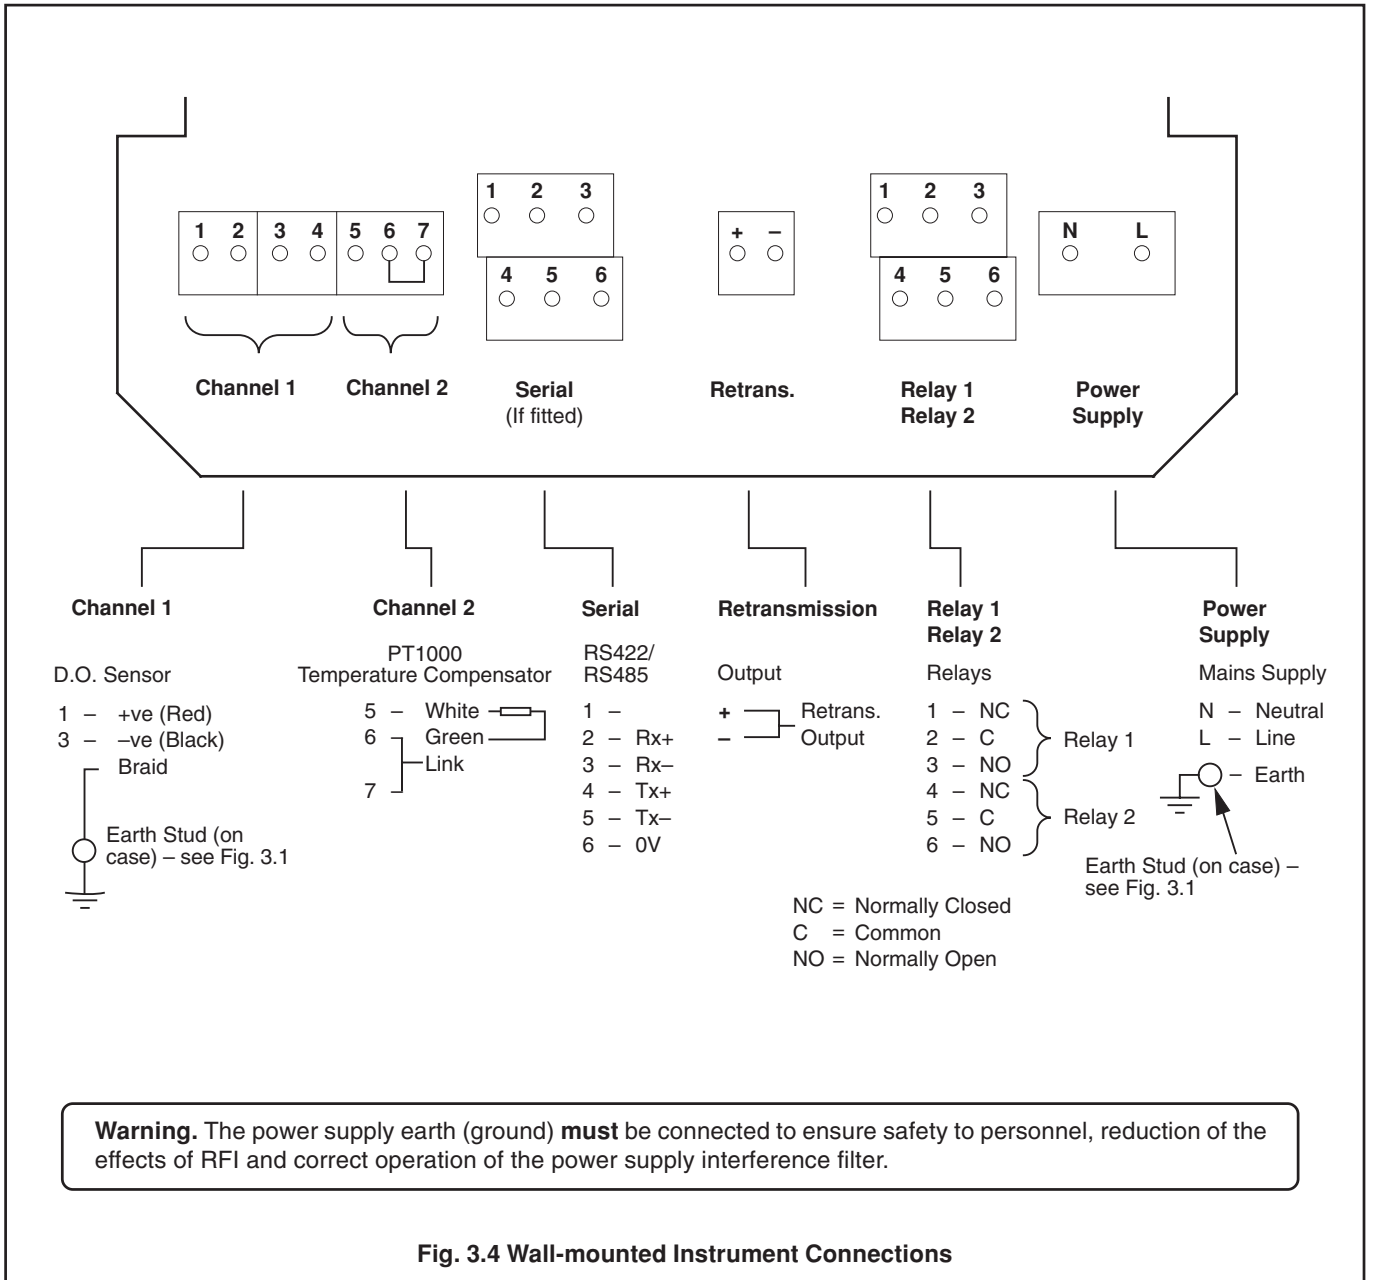 1 2 3 4 5 6 7
1 2 3
4 5 6
+ –
1 2 3
4 5 6
N L
Channel 1
Channel 2
Serial
(If fitted)
Retrans.
Relay 1
Relay 2
Power
Supply
Channel 1
D.O. Sensor
1 – +ve (Red)
3 – –ve (Black)
Braid
Earth Stud (on
case) – see Fig. 3.1
Channel 2
PT1000
Temperature Compensator
5 – White
6 Green
Link
7
Serial
RS422/
RS485
1 –
2 – Rx+
3 – Rx–
4 – Tx+
5 – Tx–
6 – 0V
Retransmission
Output
+ Retrans.
– Output
Relay 1
Relay 2
Relays
1 – NC
2 – C
3 – NO
Relay 1
4 – NC
5 – C
6 – NO
Relay 2
NC = Normally Closed
C = Common
NO = Normally Open
Power
Supply
Mains Supply
N – Neutral
L – Line
– Earth
Earth Stud (on case) –
see Fig. 3.1
Warning. The power supply earth (ground) must be connected to ensure safety to personnel, reduction of the
effects of RFI and correct operation of the power supply interference filter.
Fig. 3.4 Wall-mounted Instrument Connections